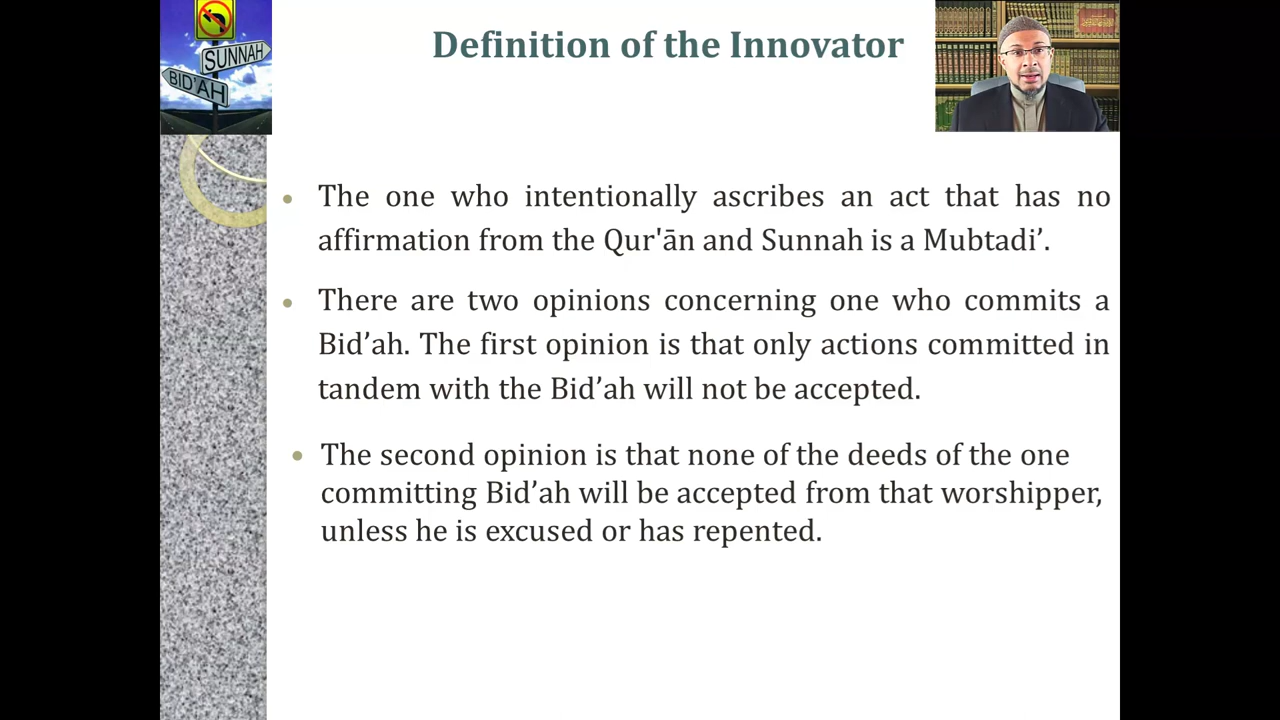 SUNNAH
BID'AH
Definition of the Innovator
• The one who intentionally ascribes an act that has no
affirmation from the Qur'ān and Sunnah is a Mubtadi’.
• There are two opinions concerning one who commits a
Bid’ah. The first opinion is that only actions committed in
tandem with the Bid’ah will not be accepted.
• The second opinion is that none of the deeds of the one
committing Bid’ah will be accepted from that worshipper,
unless he is excused or has repented.